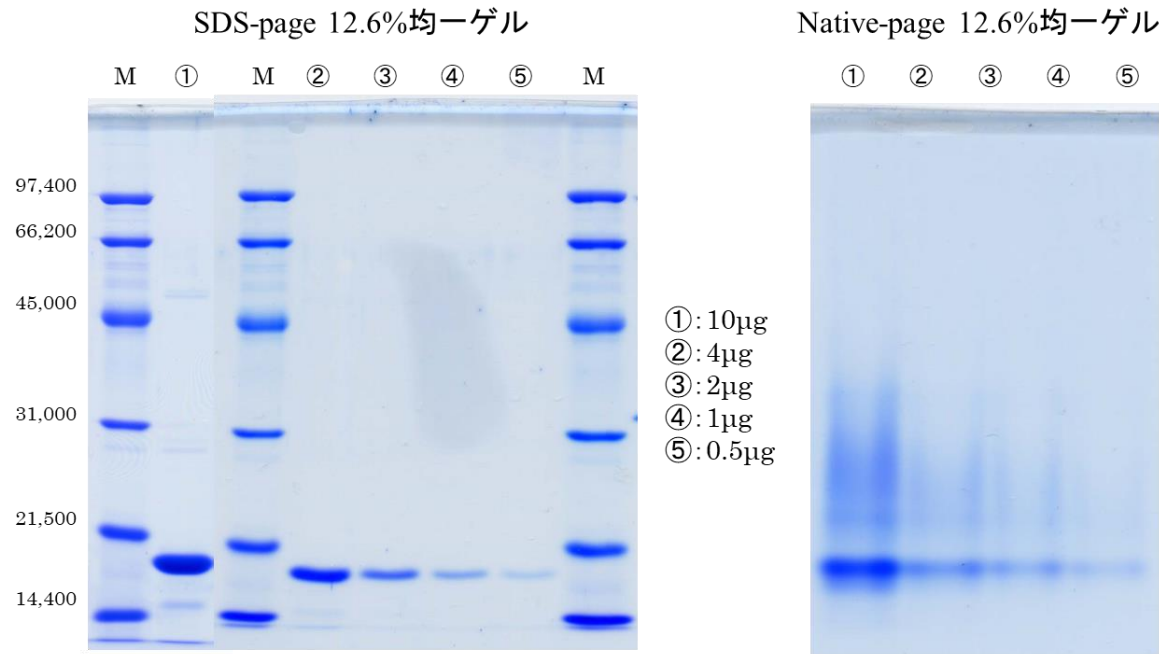 SDS-page 12.6%均一ゲル
Native-page 12.6%均一ゲル
M ① M ② ③ ④ ⑤ M
① ② ③ ④ ⑤
97,400
66,200
45,000
31,000
21,500
14,400
①: 10μg
②: 4μg
③: 2μg
④: 1μg
⑤: 0.5μg